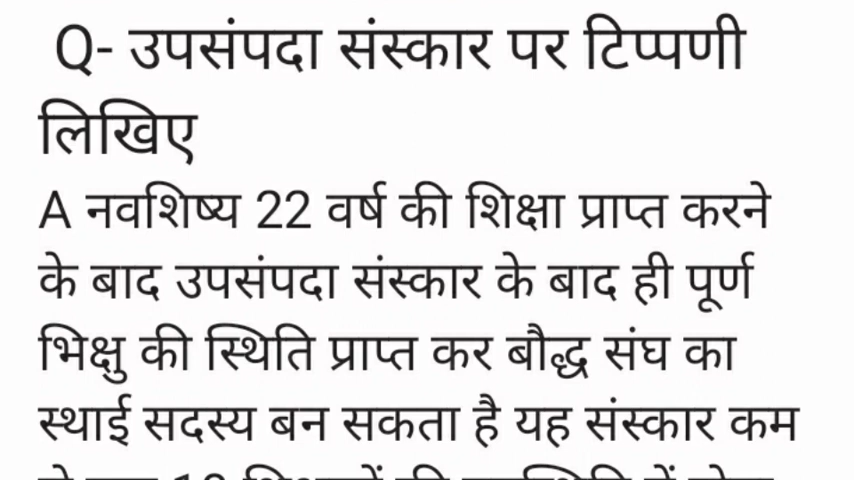 Q- उपसंपदा संस्कार पर टिप्पणी
लिखिए
A नवशिष्य 22 वर्ष की शिक्षा प्राप्त करने
के बाद उपसंपदा संस्कार के बाद ही पूर्ण
भिक्षु की स्थिति प्राप्त कर बौद्ध संघ का
स्थाई सदस्य बन सकता है यह संस्कार कम